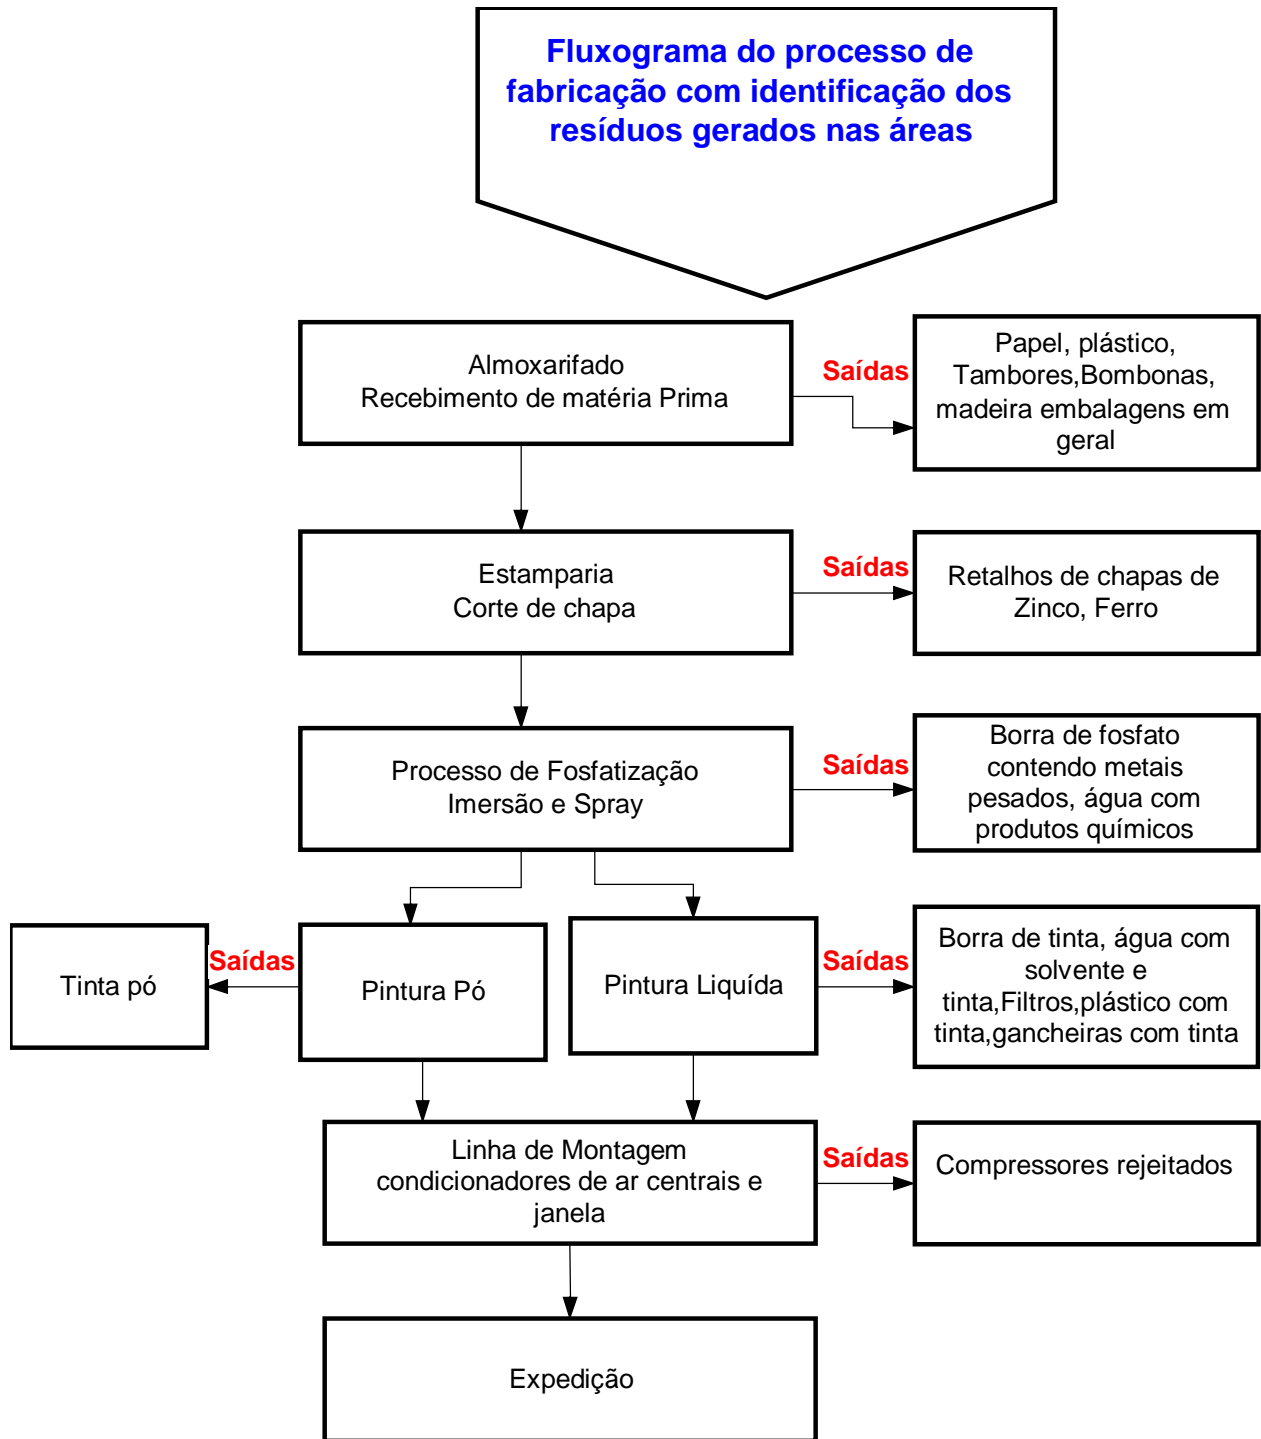 Fluxograma do processo de
fabricação com identificação dos
resíduos gerados nas áreas
Almoxarifado
Recebimento de matéria Prima
Saídas
Papel, plástico,
Tambores,Bombonas,
madeira embalagens em
geral
Estamparia
Corte de chapa
Saídas
Retalhos de chapas de
Zinco, Ferro
Processo de Fosfatização
Imersão e Spray
Saídas
Borra de fosfato
contendo metais
pesados, água com
produtos químicos
Tinta pó
Saídas
Pintura Pó
Pintura Liquída
Saídas
Borra de tinta, água com
solvente e
tinta,Filtros,plástico com
tinta,gancheiras com tinta
Linha de Montagem
condicionadores de ar centrais e
janela
Saídas
Compressores rejeitados
Expedição